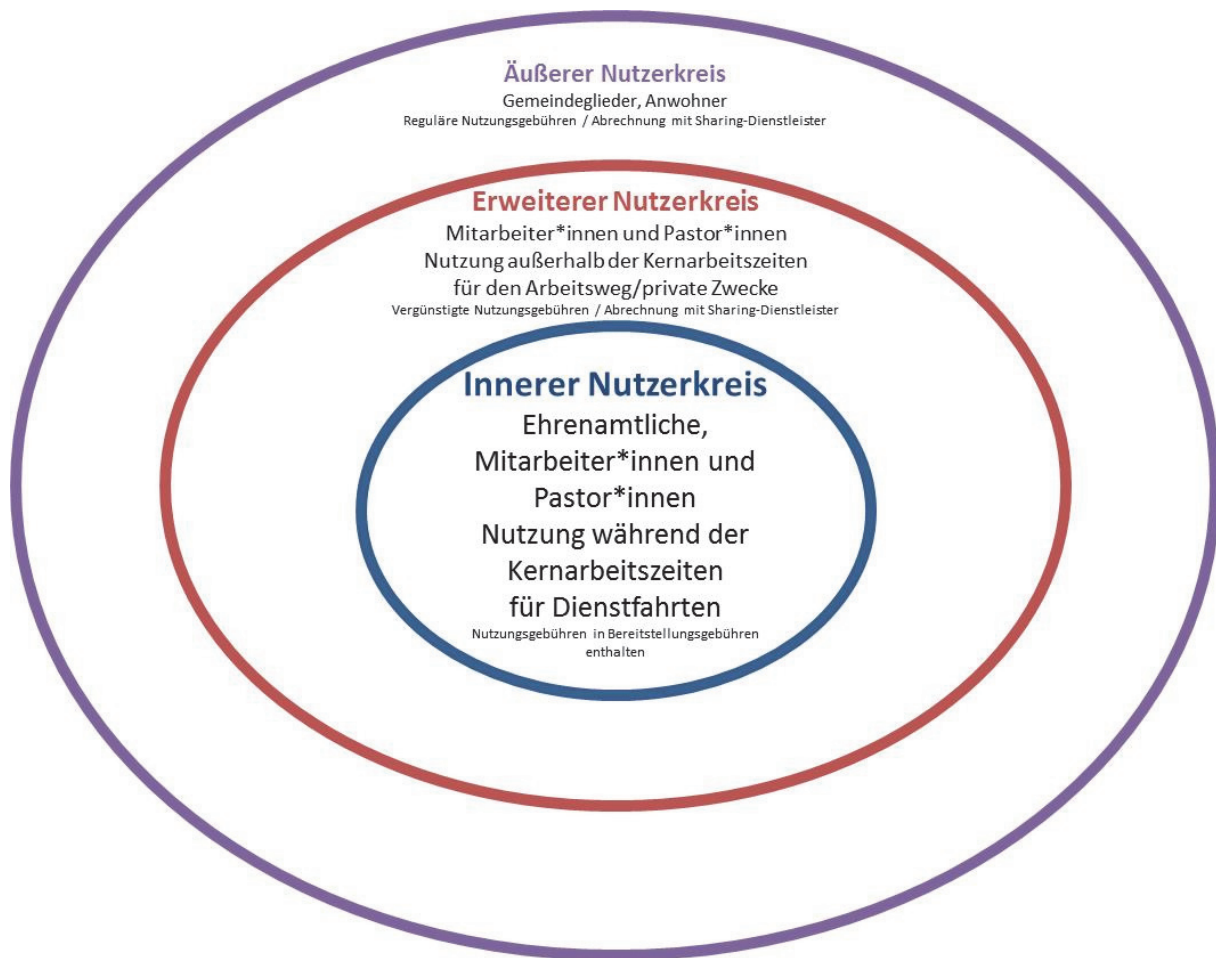 Äußerer Nutzerkreis
Gemeindeglieder, Anwohner
Reguläre Nutzungsgebühren / Abrechnung mit Sharing-Dienstleister
Erweiterer Nutzerkreis
Mitarbeiter*innen und Pastor*innen
Nutzung außerhalb der Kernarbeitszeiten
für den Arbeitsweg/private Zwecke
Vergünstigte Nutzungsgebühren / Abrechnung mit Sharing-Dienstleister
Innerer Nutzerkreis
Ehrenamtliche,
Mitarbeiter*innen und
Pastor*innen
Nutzung während der
Kernarbeitszeiten
für Dienstfahrten
Nutzungsgebühren in Bereitstellungsgebühren
enthalten